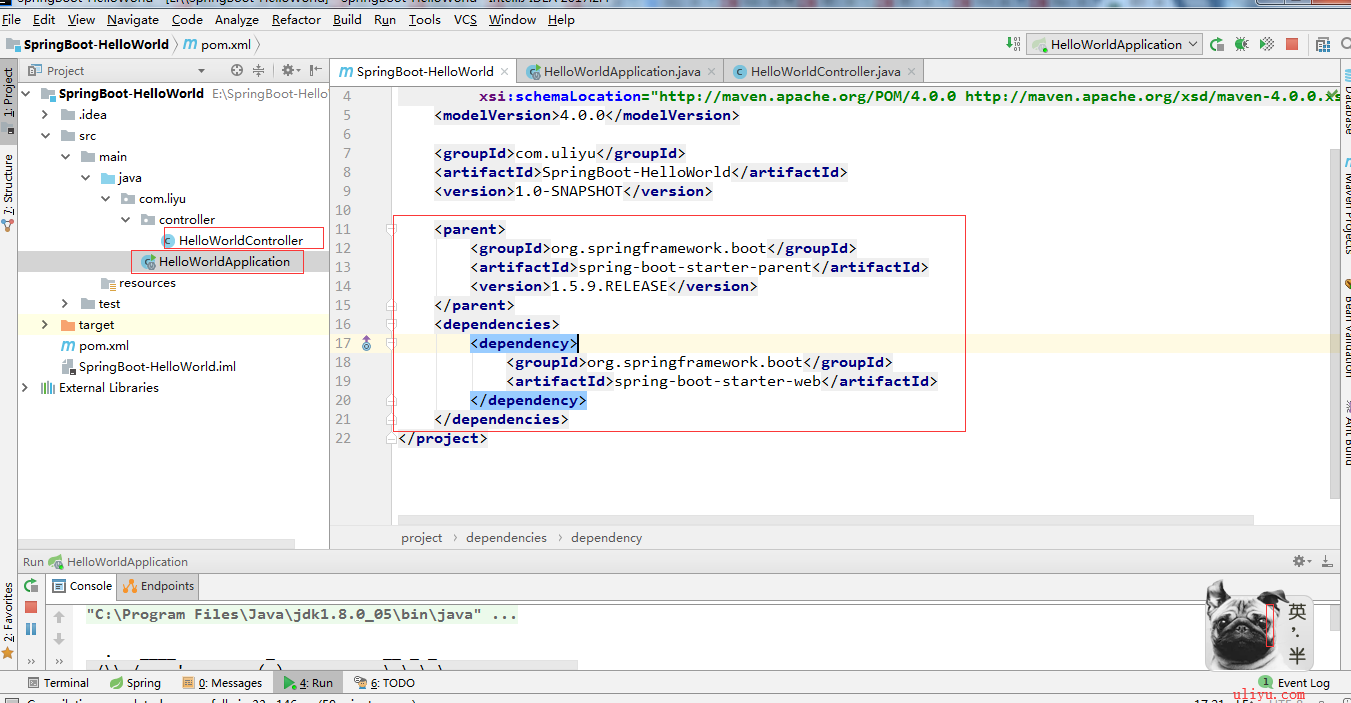 File Edit View Navigate Code Analyze Refactor Build Run Tools VCS Window Help
SpringBoot-HelloWorld pom.xml
HelloWorldApplication
Project
SpringBoot-HelloWorld HelloWorldApplication.java HelloWorldController.java
1: Project
7: Structure
2: Favorites
SpringBoot-HelloWorld E:\SpringBoot-Hello
.idea
src
main
java
com.liyu
controller
HelloWorldController
HelloWorldApplication
resources
test
target
pom.xml
SpringBoot-HelloWorld.iml
External Libraries
4 xsi:schemaLocation="http://maven.apache.org/POM/4.0.0 http://maven.apache.org/xsd/maven-4.0.0.xs
5 <modelVersion>4.0.0</modelVersion>
6
7 <groupId>com.uliyu</groupId>
8 <artifactId>SpringBoot-HelloWorld</artifactId>
9 <version>1.0-SNAPSHOT</version>
10
11 <parent>
12 <groupId>org.springframework.boot</groupId>
13 <artifactId>spring-boot-starter-parent</artifactId>
14 <version>1.5.9.RELEASE</version>
15 </parent>
16 <dependencies>
17 <dependency>
18 <groupId>org.springframework.boot</groupId>
19 <artifactId>spring-boot-starter-web</artifactId>
20 </dependency>
21 </dependencies>
22 </project>
project dependencies dependency
Database
Maven Projects
Bean Validation
Ant Build
Run HelloWorldApplication
Console Endpoints
"C:\Program Files\Java\jdk1.8.0_05\bin\java" ...
英
半
Terminal Spring 0: Messages 4: Run 6: TODO 1 Event Log
uliyu.com